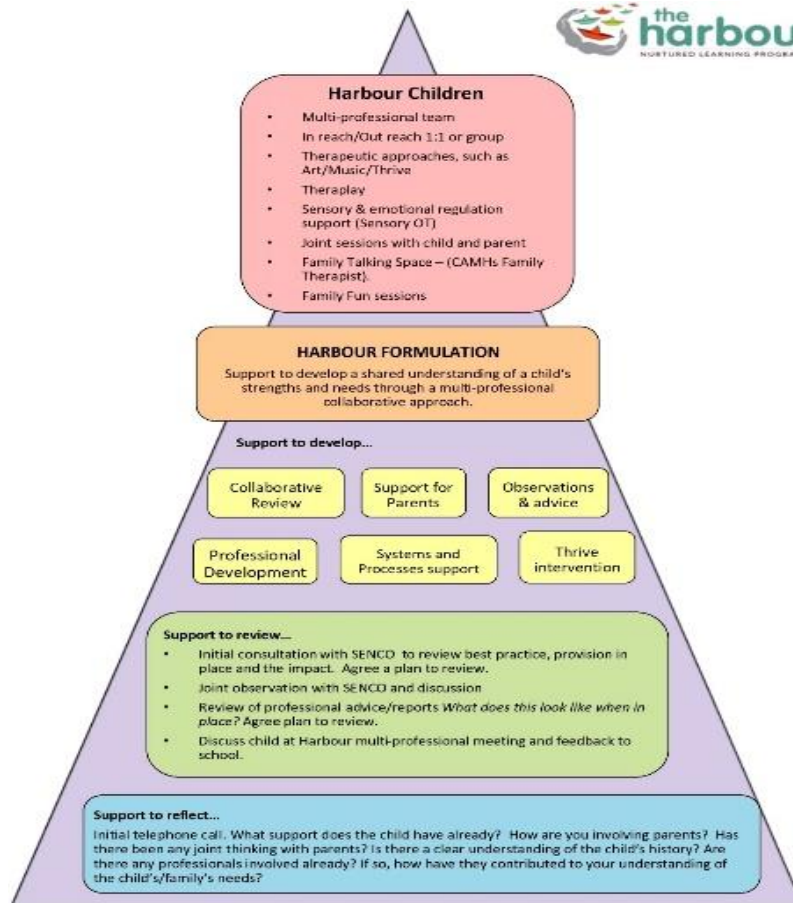 the
harbou
NURTURED LEARNING PROGRA
Harbour Children
• Multi-professional team
• In reach/Out reach 1:1 or group
• Therapeutic approaches, such as
Art/Music/Thrive
• Theraplay
• Sensory & emotional regulation
support (Sensory OT)
• Joint sessions with child and parent
• Family Talking Space – (CAMHs Family
Therapist).
• Family Fun sessions
HARBOUR FORMULATION
Support to develop a shared understanding of a child's
strengths and needs through a multi-professional
collaborative approach.
Support to develop...
Collaborative
Review
Support for
Parents
Observations
& advice
Professional
Development
Systems and
Processes support
Thrive
intervention
Support to review...
• Initial consultation with SENCO to review best practice, provision in
place and the impact. Agree a plan to review.
• Joint observation with SENCO and discussion
• Review of professional advice/reports What does this look like when in
place? Agree plan to review.
• Discuss child at Harbour multi-professional meeting and feedback to
school.
Support to reflect...
Initial telephone call. What support does the child have already? How are you involving parents? Has
there been any joint thinking with parents? Is there a clear understanding of the child's history? Are
there any professionals involved already? If so, how have they contributed to your understanding of
the child's/family's needs?